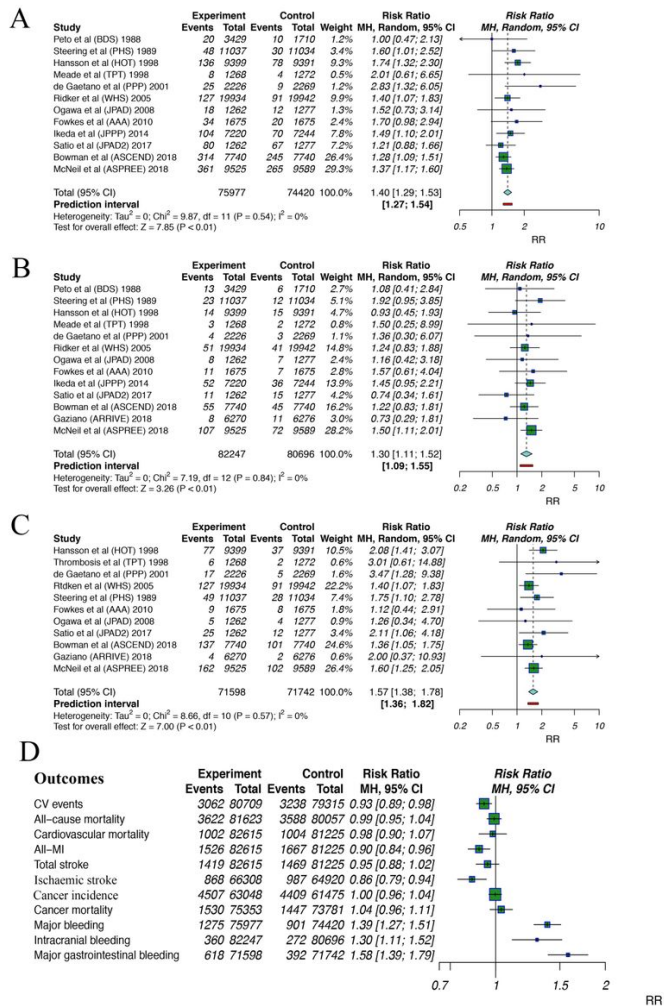 A
Experiment Control Risk Ratio Risk Ratio
Study Events Total Events Total Weight MH, Random, 95% CI MH, Random, 95% CI
Peto et al (BDS) 1988 20 3429 10 1710 1.2% 1.00 [0.47; 2.13]
Steering et al (PHS) 1989 48 11037 30 11034 3.4% 1.60 [1.01; 2.52]
Hansson et al (HOT) 1998 136 9399 78 9391 9.4% 1.74 [1.32; 2.30]
Meade et al (TPT) 1998 8 1268 4 1272 0.5% 2.01 [0.61; 6.65]
de Gaetano et al (PPP) 2001 25 2226 9 2269 1.2% 2.83 [1.32; 6.05]
Ridker et al (WHS) 2005 127 19934 91 19942 9.9% 1.40 [1.07; 1.83]
Ogawa et al (JPAD) 2008 18 1262 12 1277 1.4% 1.52 [0.73; 3.14]
Fowkes et al (AAA) 2010 34 1675 20 1675 2.4% 1.70 [0.98; 2.94]
Ikeda et al (JPPP) 2014 104 7220 70 7244 7.8% 1.49 [1.10; 2.01]
Satio et al (JPAD2) 2017 80 1262 67 1277 7.4% 1.21 [0.88; 1.66]
Bowman et al (ASCEND) 2018 314 7740 245 7740 26.4% 1.28 [1.09; 1.51]
McNeil et al (ASPREE) 2018 361 9525 265 9589 29.3% 1.37 [1.17; 1.60]
Total (95% CI) 75977 74420 100.0% 1.40 [1.29; 1.53]
Prediction interval [1.27; 1.54]
Heterogeneity: Tau² = 0; Chi² = 9.87, df = 11 (P = 0.54); I² = 0%
Test for overall effect: Z = 7.85 (P < 0.01)
0.2 0.5 1 2 5 10
RR
B
Experiment Control Risk Ratio Risk Ratio
Study Events Total Events Total Weight MH, Random, 95% CI MH, Random, 95% CI
Peto et al (BDS) 1988 13 3429 6 1710 2.7% 1.08 [0.41; 2.84]
Steering et al (PHS) 1989 23 11037 12 11034 5.1% 1.92 [0.95; 3.85]
Hansson et al (HOT) 1998 14 9399 15 9391 4.7% 0.93 [0.45; 1.93]
Meade et al (TPT) 1998 3 1268 2 1272 0.8% 1.50 [0.25; 8.99]
de Gaetano et al (PPP) 2001 4 2226 3 2269 1.1% 1.36 [0.30; 6.07]
Ridker et al (WHS) 2005 51 19934 41 19942 14.8% 1.24 [0.83; 1.88]
Ogawa et al (JPAD) 2008 8 1262 7 1277 2.4% 1.16 [0.42; 3.18]
Fowkes et al (AAA) 2010 11 1675 7 1675 2.8% 1.57 [0.61; 4.04]
Ikeda et al (JPPP) 2014 52 7220 36 7244 13.9% 1.45 [0.95; 2.21]
Satio et al (JPAD2) 2017 11 1262 15 1277 4.2% 0.74 [0.34; 1.61]
Bowman et al (ASCEND) 2018 55 7740 45 7740 16.2% 1.22 [0.83; 1.81]
Gaziano (ARRIVE) 2018 8 6270 11 6276 3.0% 0.73 [0.29; 1.81]
McNeil et al (ASPREE) 2018 107 9525 72 9589 28.2% 1.50 [1.11; 2.01]
Total (95% CI) 82247 80696 100.0% 1.30 [1.11; 1.52]
Prediction interval [1.09; 1.55]
Heterogeneity: Tau² = 0; Chi² = 7.19, df = 12 (P = 0.84); I² = 0%
Test for overall effect: Z = 3.26 (P < 0.01)
0.2 0.5 1 2 5 10
RR
C
Experiment Control Risk Ratio Risk Ratio
Study Events Total Events Total Weight MH, Random, 95% CI MH, Random, 95% CI
Hansson et al (HOT) 1998 77 9399 37 9391 10.5% 2.08 [1.41; 3.07]
Thrombosis et al (TPT) 1998 6 1268 2 1272 0.6% 3.01 [0.61; 14.88]
de Gaetano et al (PPP) 2001 17 2226 5 2269 1.6% 3.47 [1.28; 9.38]
Rtdken et al (WHS) 2005 127 19934 91 19942 22.2% 1.40 [1.07; 1.83]
Steering et al (PHS) 1989 49 11037 28 11034 7.4% 1.75 [1.10; 2.78]
Fowkes et al (AAA) 2010 9 1675 8 1675 1.8% 1.12 [0.44; 2.91]
Ogawa et al (JPAD) 2008 5 1262 4 1277 0.9% 1.26 [0.34; 4.70]
Satio et al (JPAD2) 2017 25 1262 12 1277 3.4% 2.11 [1.06; 4.18]
Bowman et al (ASCEND) 2018 137 7740 101 7740 24.6% 1.36 [1.05; 1.75]
Gaziano (ARRIVE) 2018 4 6270 2 6276 0.6% 2.00 [0.37; 10.93]
McNeil et al (ASPREE) 2018 162 9525 102 9589 26.4% 1.60 [1.25; 2.05]
Total (95% CI) 71598 71742 100.0% 1.57 [1.38; 1.78]
Prediction interval [1.36; 1.82]
Heterogeneity: Tau² = 0; Chi² = 8.66, df = 10 (P = 0.57); I² = 0%
Test for overall effect: Z = 7.00 (P < 0.01)
0.2 0.5 1 2 5 10
RR
D
Experiment Control Risk Ratio Risk Ratio
Outcomes Events Total Events Total MH, 95% CI MH, 95% CI
CV events 3062 80709 3238 79315 0.93 [0.89; 0.98]
All-cause mortality 3622 81623 3588 80057 0.99 [0.95; 1.04]
Cardiovascular mortality 1002 82615 1004 81225 0.98 [0.90; 1.07]
All-MI 1526 82615 1667 81225 0.90 [0.84; 0.96]
Total stroke 1419 82615 1469 81225 0.95 [0.88; 1.02]
Ischaemic stroke 868 66308 987 64920 0.86 [0.79; 0.94]
Cancer incidence 4507 63048 4409 61475 1.00 [0.96; 1.04]
Cancer mortality 1530 75353 1447 73781 1.04 [0.96; 1.11]
Major bleeding 1275 75977 901 74420 1.39 [1.27; 1.51]
Intracranial bleeding 360 82247 272 80696 1.30 [1.11; 1.52]
Major gastrointestinal bleeding 618 71598 392 71742 1.58 [1.39; 1.79]
0.7 1 1.5 2
RR